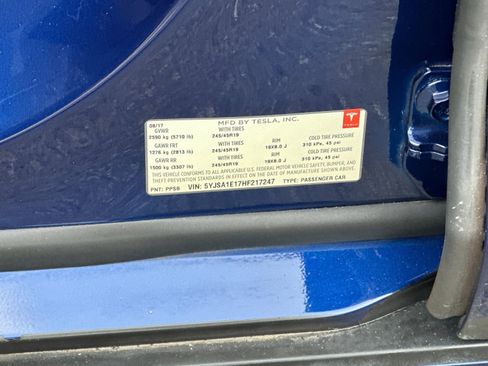 08/17 MFD BY TESLA, INC.
GVWR WITH TIRES
2590 kg (5710 lb) 245/45R19
GAWR FRT WITH TIRES RIM COLD TIRE PRESSURE
1276 kg (2813 lb) 245/45R19 19X8.0 J 310 kPa, 45 psi
GAWR RR WITH TIRES RIM COLD TIRE PRESSURE
1500 kg (3307 lb) 245/45R19 19X8.0 J 310 kPa, 45 psi
THIS VEHICLE CONFORMS TO ALL APPLICABLE U.S. FEDERAL MOTOR VEHICLE SAFETY, BUMPER, AND
THEFT PREVENTION STANDARDS IN EFFECT ON THE DATE OF MANUFACTURE SHOWN ABOVE.
PNT: PPSB VIN: 5YJSA1E17HF217247 TYPE: PASSENGER CAR
TESLA